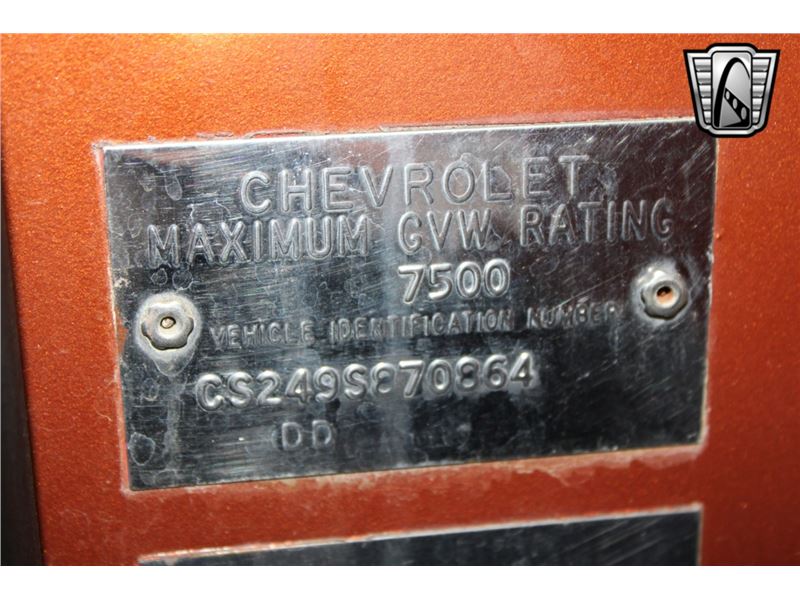 CHEVROLET
MAXIMUM GVW RATING
7500
VEHICLE IDENTIFICATION NUMBER
CS249S870864
DD